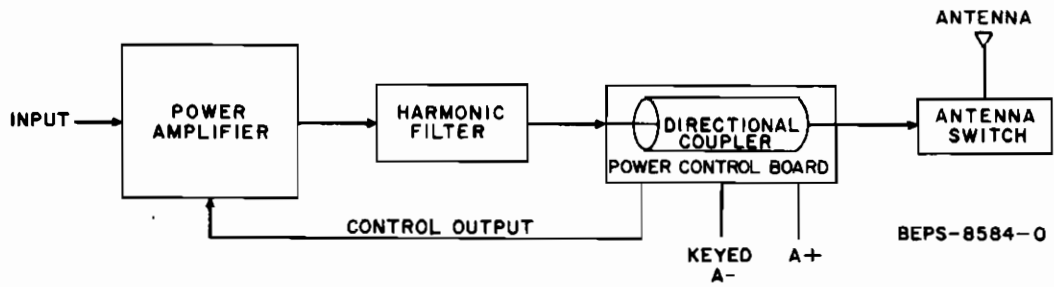 ANTENNA
INPUT
POWER
AMPLIFIER
HARMONIC
FILTER
DIRECTIONAL
COUPLER
POWER CONTROL BOARD
ANTENNA
SWITCH
CONTROL OUTPUT
KEYED
A-
A+
BEPS-8584-0